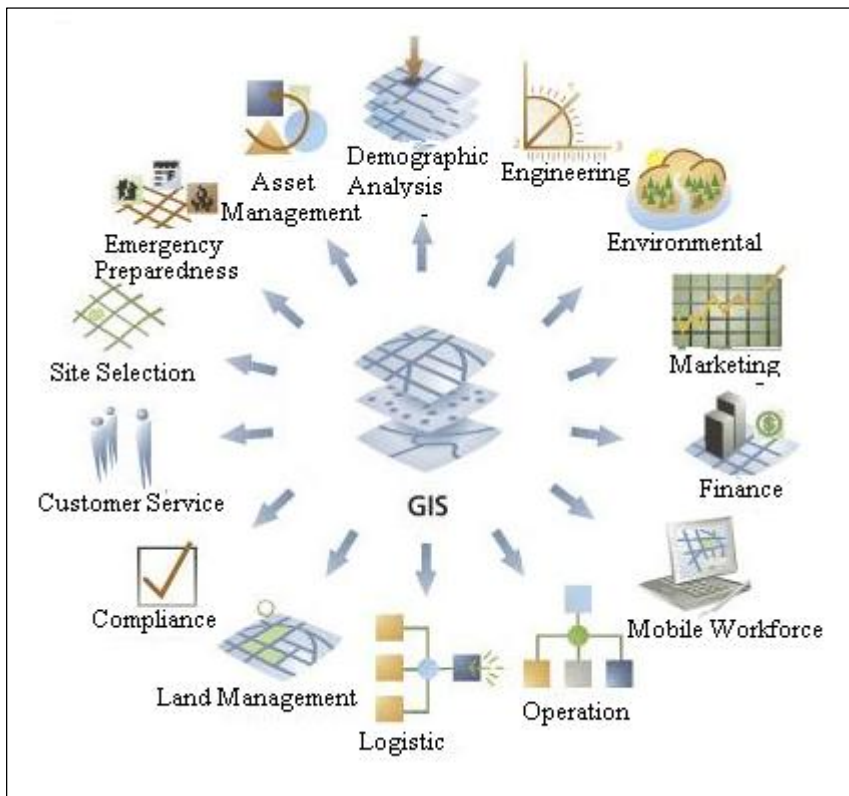 Demographic
Analysis
Engineering
Environmental
Marketing
Finance
Mobile Workforce
Operation
Logistic
Land Management
Compliance
Customer Service
Site Selection
Emergency
Preparedness
Asset
Management
GIS